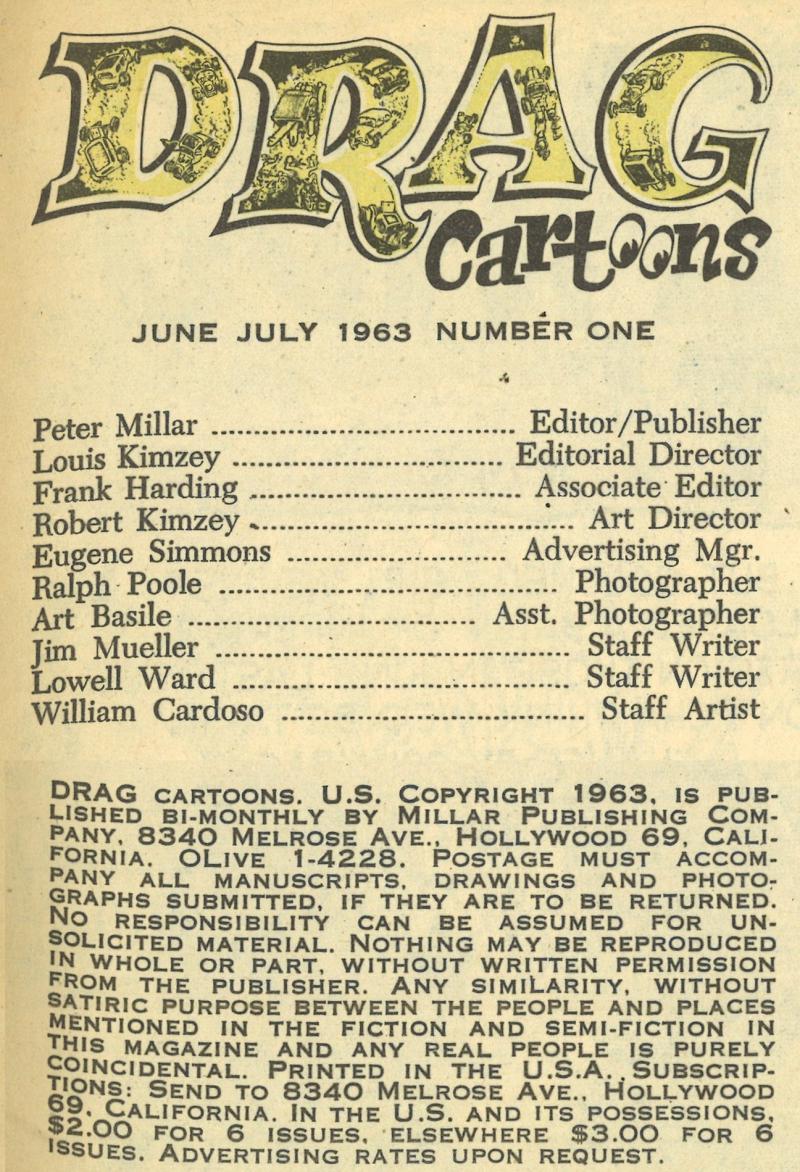 DRAG
Cartoons
JUNE JULY 1963 NUMBER ONE
Peter Millar ................................ Editor/Publisher
Louis Kimzey ............................. Editorial Director
Frank Harding ............................. Associate Editor
Robert Kimzey .................................. Art Director
Eugene Simmons ....................... Advertising Mgr.
Ralph Poole .................................... Photographer
Art Basile .............................. Asst. Photographer
Jim Mueller ..................................... Staff Writer
Lowell Ward .................................... Staff Writer
William Cardoso ................................ Staff Artist
DRAG CARTOONS. U.S. COPYRIGHT 1963, IS PUB-
LISHED BI-MONTHLY BY MILLAR PUBLISHING COM-
PANY, 8340 MELROSE AVE., HOLLYWOOD 69, CALI-
FORNIA. OLIVE 1-4228. POSTAGE MUST ACCOM-
PANY ALL MANUSCRIPTS, DRAWINGS AND PHOTO-
GRAPHS SUBMITTED, IF THEY ARE TO BE RETURNED.
NO RESPONSIBILITY CAN BE ASSUMED FOR UN-
SOLICITED MATERIAL. NOTHING MAY BE REPRODUCED
IN WHOLE OR PART, WITHOUT WRITTEN PERMISSION
FROM THE PUBLISHER. ANY SIMILARITY, WITHOUT
SATIRIC PURPOSE BETWEEN THE PEOPLE AND PLACES
MENTIONED IN THE FICTION AND SEMI-FICTION IN
THIS MAGAZINE AND ANY REAL PEOPLE IS PURELY
COINCIDENTAL. PRINTED IN THE U.S.A. SUBSCRIP-
TIONS: SEND TO 8340 MELROSE AVE., HOLLYWOOD
69, CALIFORNIA. IN THE U.S. AND ITS POSSESSIONS,
$2.00 FOR 6 ISSUES, ELSEWHERE $3.00 FOR 6
ISSUES. ADVERTISING RATES UPON REQUEST.